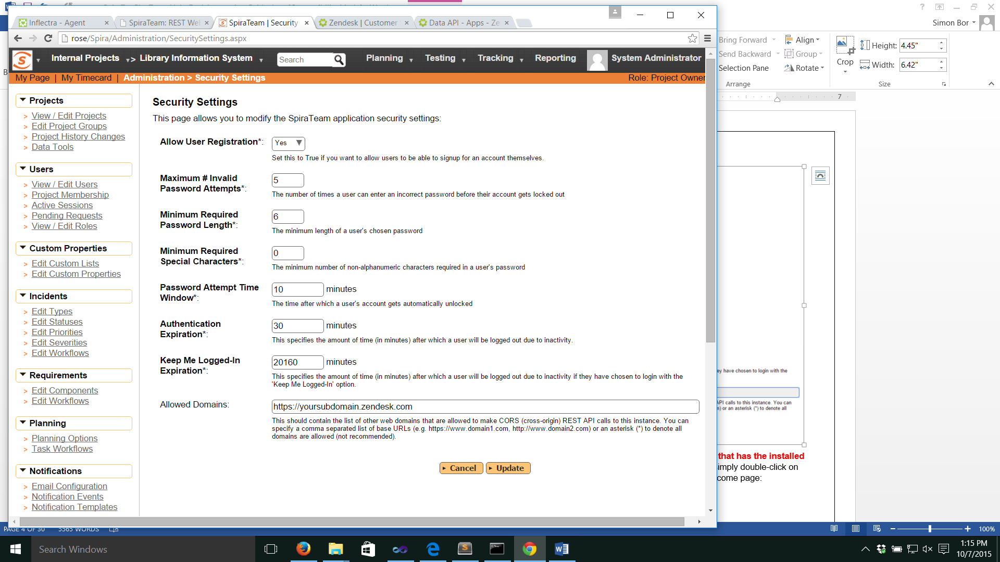 Inflectra - Agent
SpiraTeam: REST We
SpiraTeam | Security
Zendesk | Customer
Data API - Apps - Ze
rose/Spira/Administration/SecuritySettings.aspx
Internal Projects > Library Information System
Search
Planning
Testing
Tracking
Reporting
System Administrator
My Page | My Timecard | Administration > Security Settings
Role: Project Owner
Projects
> View / Edit Projects
> Edit Project Groups
> Project History Changes
> Data Tools
Users
> View / Edit Users
> Project Membership
> Active Sessions
> Pending Requests
> View / Edit Roles
Custom Properties
> Edit Custom Lists
> Edit Custom Properties
Incidents
> Edit Types
> Edit Statuses
> Edit Priorities
> Edit Severities
> Edit Workflows
Requirements
> Edit Components
> Edit Workflows
Planning
> Planning Options
> Task Workflows
Notifications
> Email Configuration
> Notification Events
> Notification Templates
Security Settings
This page allows you to modify the SpiraTeam application security settings:
Allow User Registration*: Yes
Set this to True if you want to allow users to be able to signup for an account themselves.
Maximum # Invalid
Password Attempts*: 5
The number of times a user can enter an incorrect password before their account gets locked out
Minimum Required
Password Length*: 6
The minimum length of a user's chosen password
Minimum Required
Special Characters*: 0
The minimum number of non-alphanumeric characters required in a user's password
Password Attempt Time
Window*: 10 minutes
The time after which a user's account gets automatically unlocked
Authentication
Expiration*: 30 minutes
This specifies the amount of time (in minutes) after which a user will be logged out due to inactivity.
Keep Me Logged-In
Expiration*: 20160 minutes
This specifies the amount of time (in minutes) after which a user will be logged out due to inactivity if they have chosen to login with the
'Keep Me Logged-In' option.
Allowed Domains: https://yoursubdomain.zendesk.com
This should contain the list of other web domains that are allowed to make CORS (cross-origin) REST API calls to this instance. You can
specify a comma separated list of base URLs (e.g. https://www.domain1.com, http://www.domain2.com) or an asterisk (*) to denote all
domains are allowed (not recommended).
Cancel
Update
Simon Bor
Bring Forward
Send Backward
Selection Pane
Align
Group
Rotate
Arrange
Crop
Height: 4.45"
Width: 6.42"
Size
7
ey have chosen to login with the
API calls to this instance. You can
or an asterisk (*) to denote all
that has the installed
imply double-click on
come page:
PAGE 4 OF 30
5565 WORDS
100%
Search Windows
1:15 PM
10/7/2015